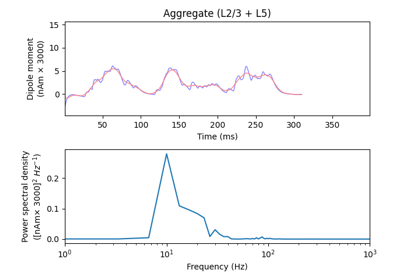 Aggregate (L2/3 + L5)
Dipole moment
(nAm × 3000)
15
10
5
0
50 100 150 200 250 300 350
Time (ms)
Power spectral density
([nAm× 3000]² Hz⁻¹)
0.2
0.1
0.0
10⁰ 10¹ 10² 10³
Frequency (Hz)